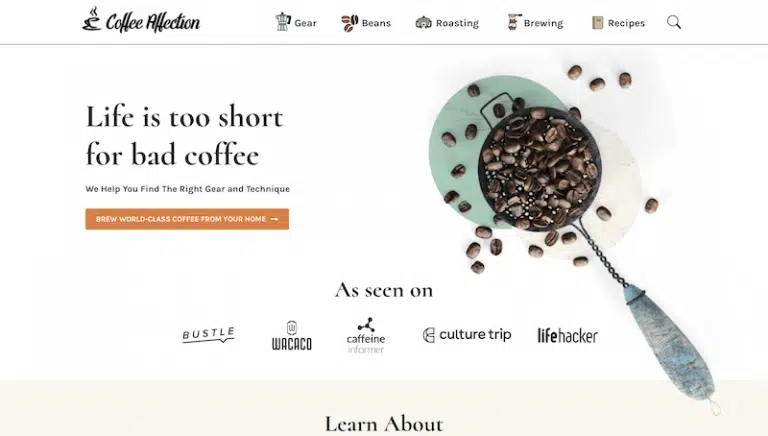 Coffee Affection
Gear
Beans
Roasting
Brewing
Recipes
Life is too short
for bad coffee
We Help You Find The Right Gear and Technique
BREW WORLD-CLASS COFFEE FROM YOUR HOME →
As seen on
BUSTLE
WACACO
caffeine
informer
culture trip
lifehacker
Learn About